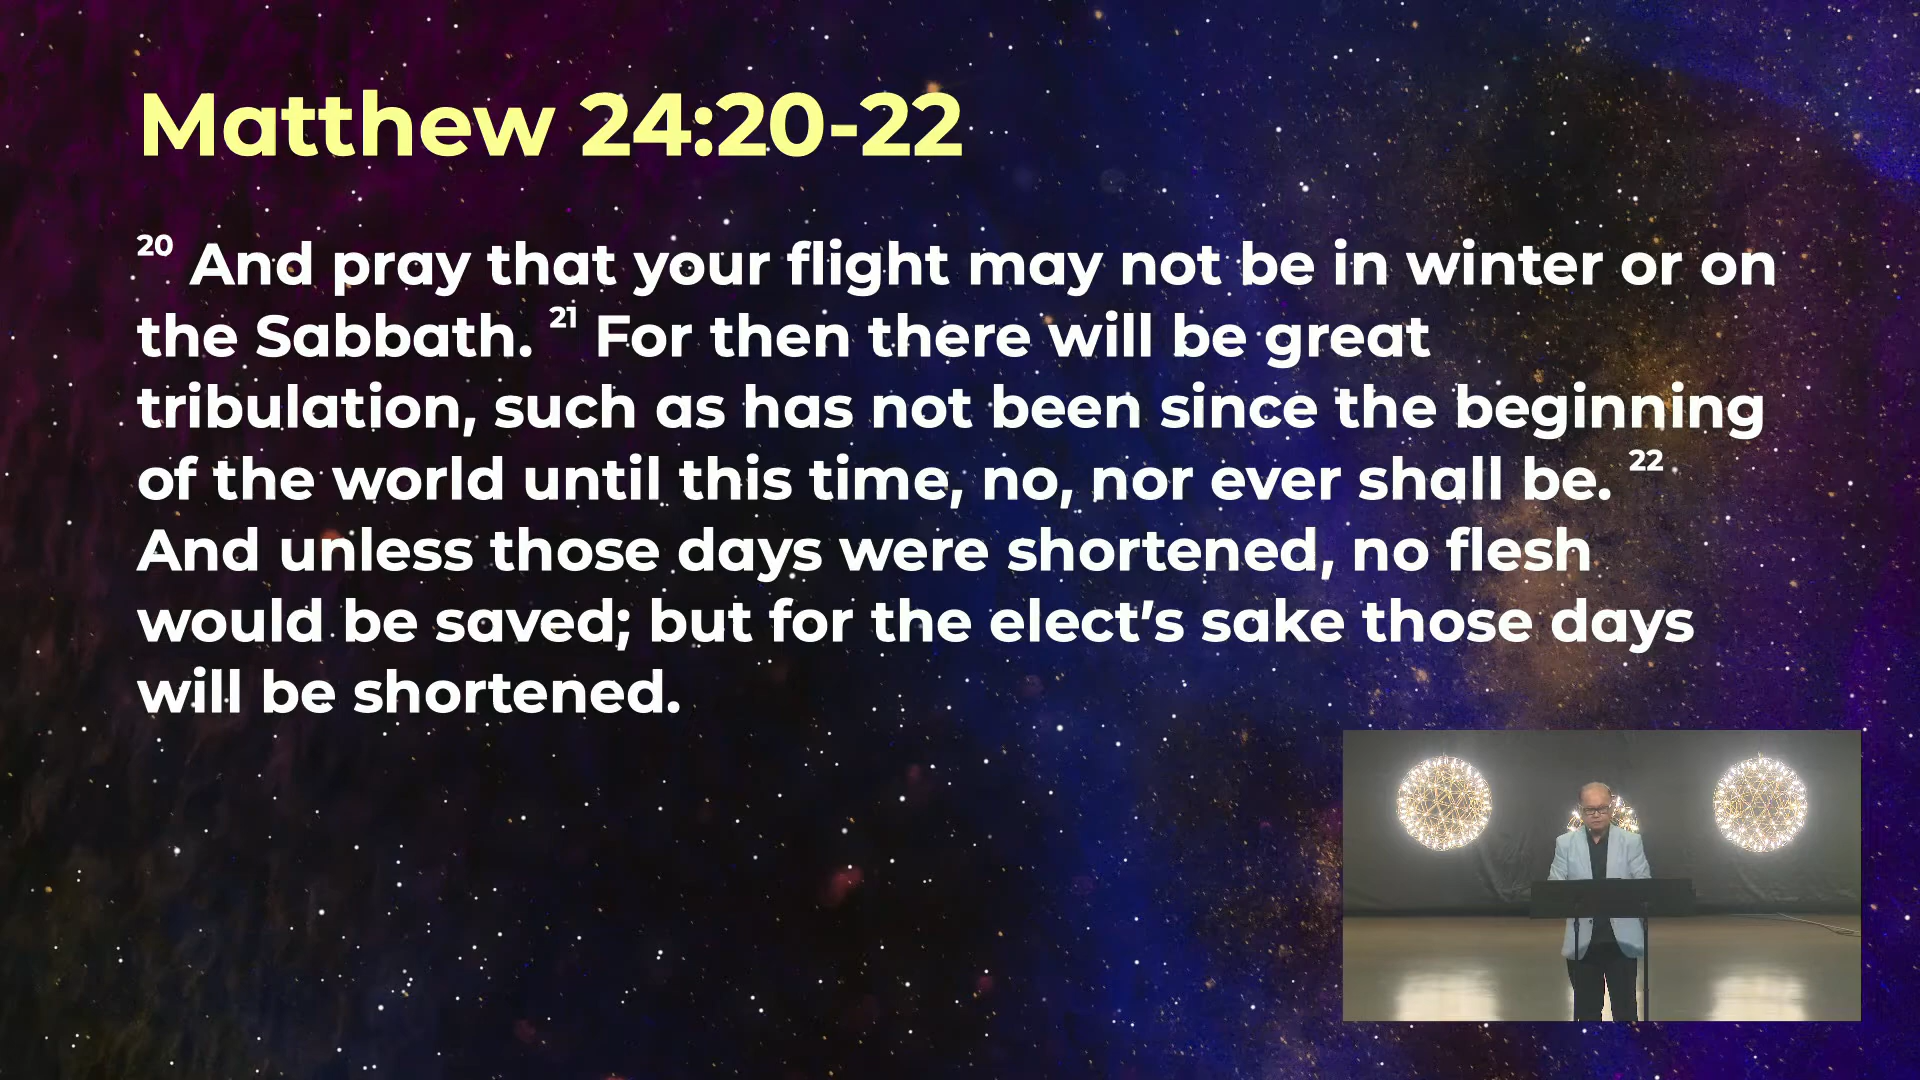 Matthew 24:20-22
20 And pray that your flight may not be in winter or on
the Sabbath. 21 For then there will be great
tribulation, such as has not been since the beginning
of the world until this time, no, nor ever shall be. 22
And unless those days were shortened, no flesh
would be saved; but for the elect’s sake those days
will be shortened.